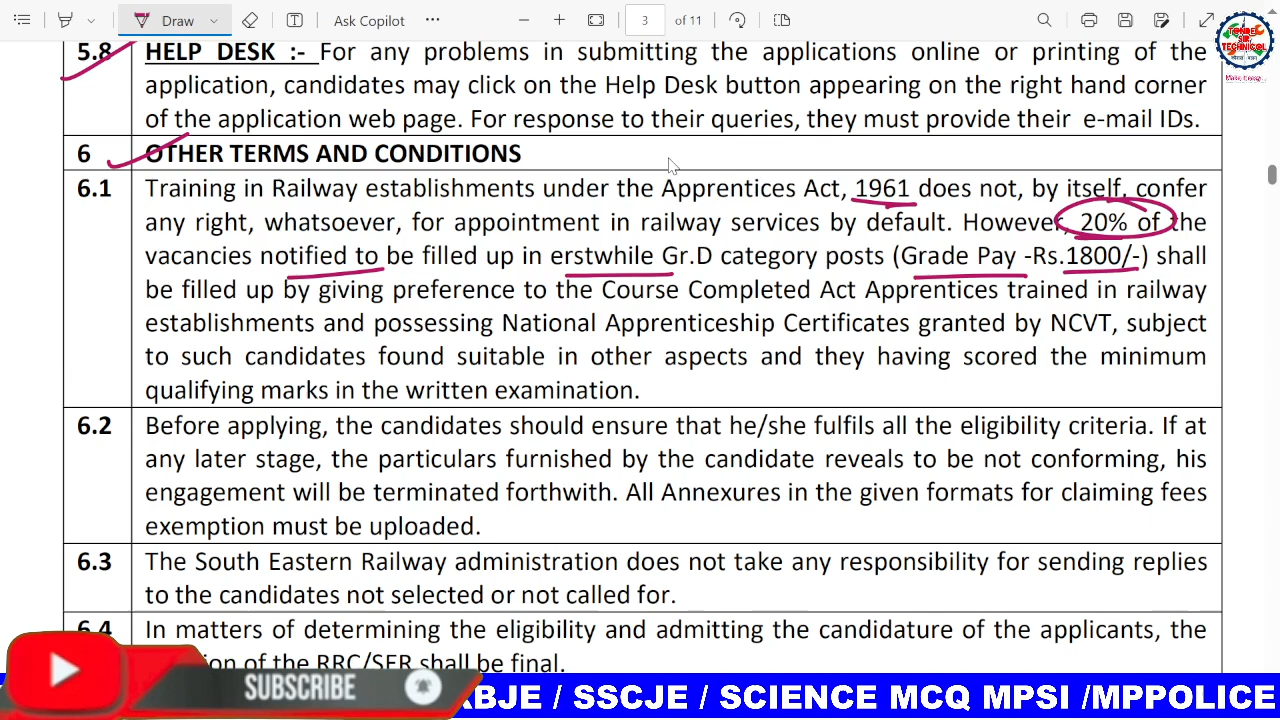 Draw
Ask Copilot
3 of 11
TONDE SIR TECHNICAL
5.8 HELP DESK :- For any problems in submitting the applications online or printing of the
application, candidates may click on the Help Desk button appearing on the right hand corner
of the application web page. For response to their queries, they must provide their e-mail IDs.
6 OTHER TERMS AND CONDITIONS
6.1 Training in Railway establishments under the Apprentices Act, 1961 does not, by itself, confer
any right, whatsoever, for appointment in railway services by default. However, 20% of the
vacancies notified to be filled up in erstwhile Gr.D category posts (Grade Pay -Rs.1800/-) shall
be filled up by giving preference to the Course Completed Act Apprentices trained in railway
establishments and possessing National Apprenticeship Certificates granted by NCVT, subject
to such candidates found suitable in other aspects and they having scored the minimum
qualifying marks in the written examination.
6.2 Before applying, the candidates should ensure that he/she fulfils all the eligibility criteria. If at
any later stage, the particulars furnished by the candidate reveals to be not conforming, his
engagement will be terminated forthwith. All Annexures in the given formats for claiming fees
exemption must be uploaded.
6.3 The South Eastern Railway administration does not take any responsibility for sending replies
to the candidates not selected or not called for.
6.4 In matters of determining the eligibility and admitting the candidature of the applicants, the
of the RRC/SER shall be final.
SUBSCRIBE
BJE / SSCJE / SCIENCE MCQ MPSI /MPPOLICE